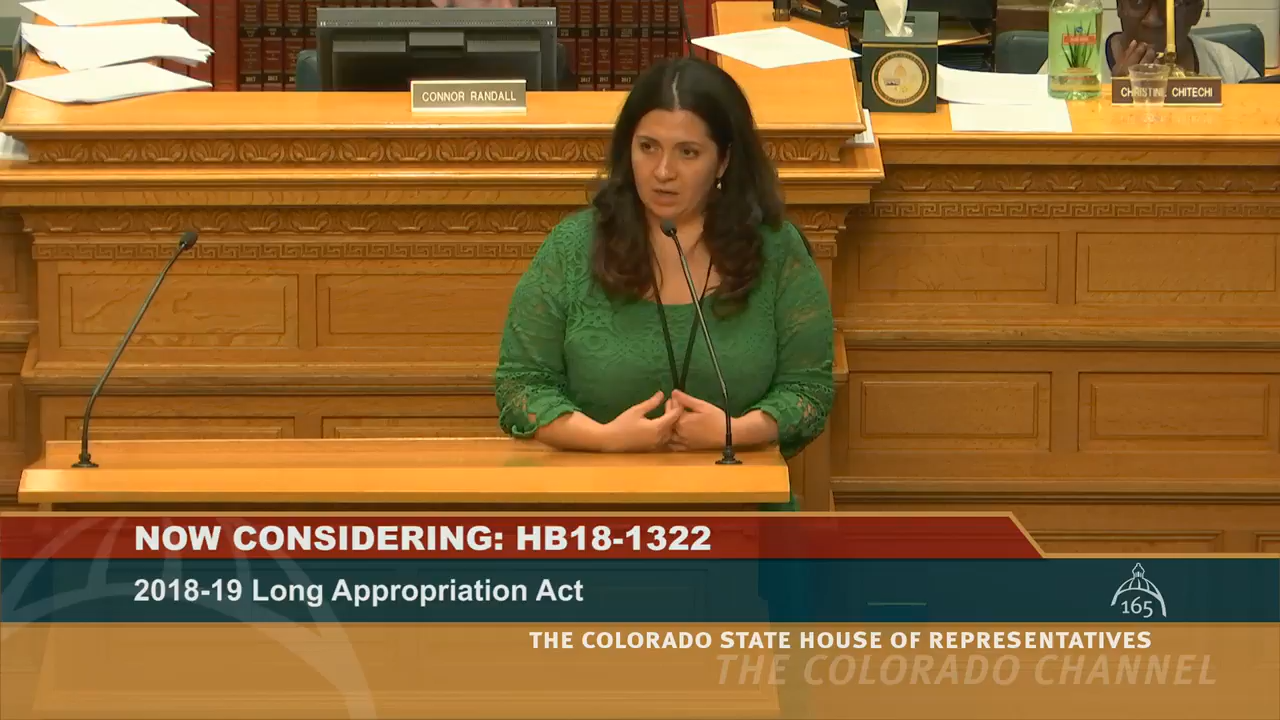 CONNOR RANDALL
CHRISTINE CHITECHI
NOW CONSIDERING: HB18-1322
2018-19 Long Appropriation Act
165
THE COLORADO STATE HOUSE OF REPRESENTATIVES
THE COLORADO CHANNEL